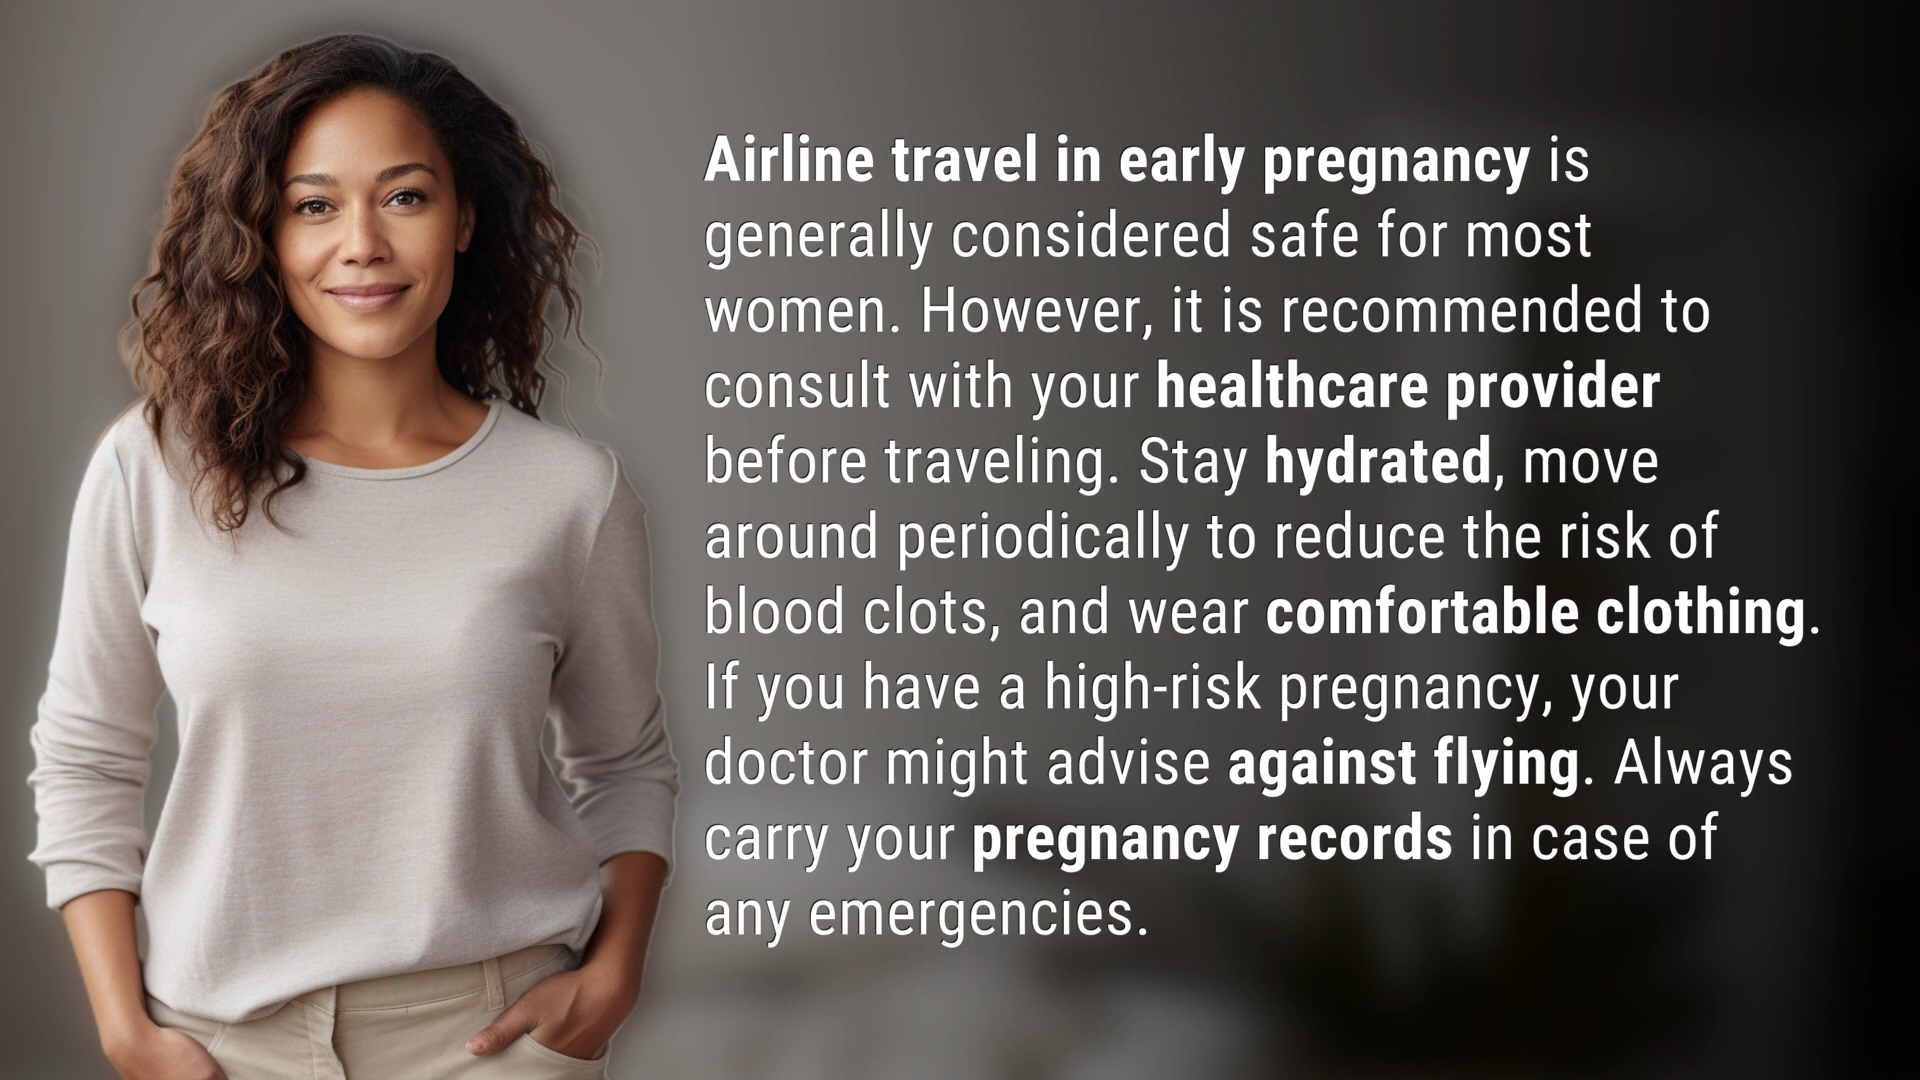 Airline travel in early pregnancy is
generally considered safe for most
women. However, it is recommended to
consult with your healthcare provider
before traveling. Stay hydrated, move
around periodically to reduce the risk of
blood clots, and wear comfortable clothing.
If you have a high-risk pregnancy, your
doctor might advise against flying. Always
carry your pregnancy records in case of
any emergencies.